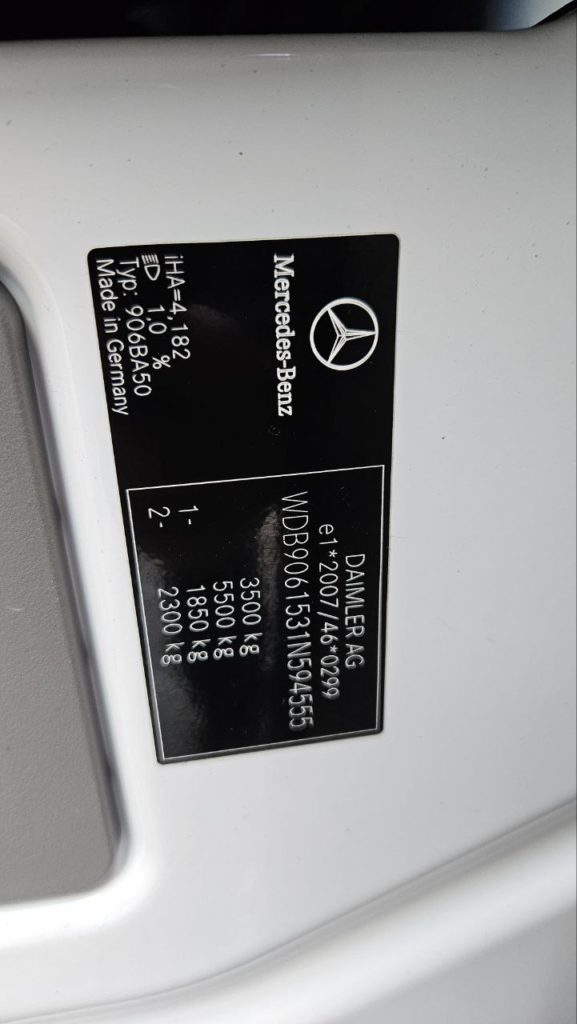 Mercedes-Benz
iHA=4,182
1,0 %
Typ: 906BA50
Made in Germany
DAIMLER AG
e1*2007/46*0299
WDB9061531N594555
3500 kg
5500 kg
1- 1850 kg
2- 2300 kg